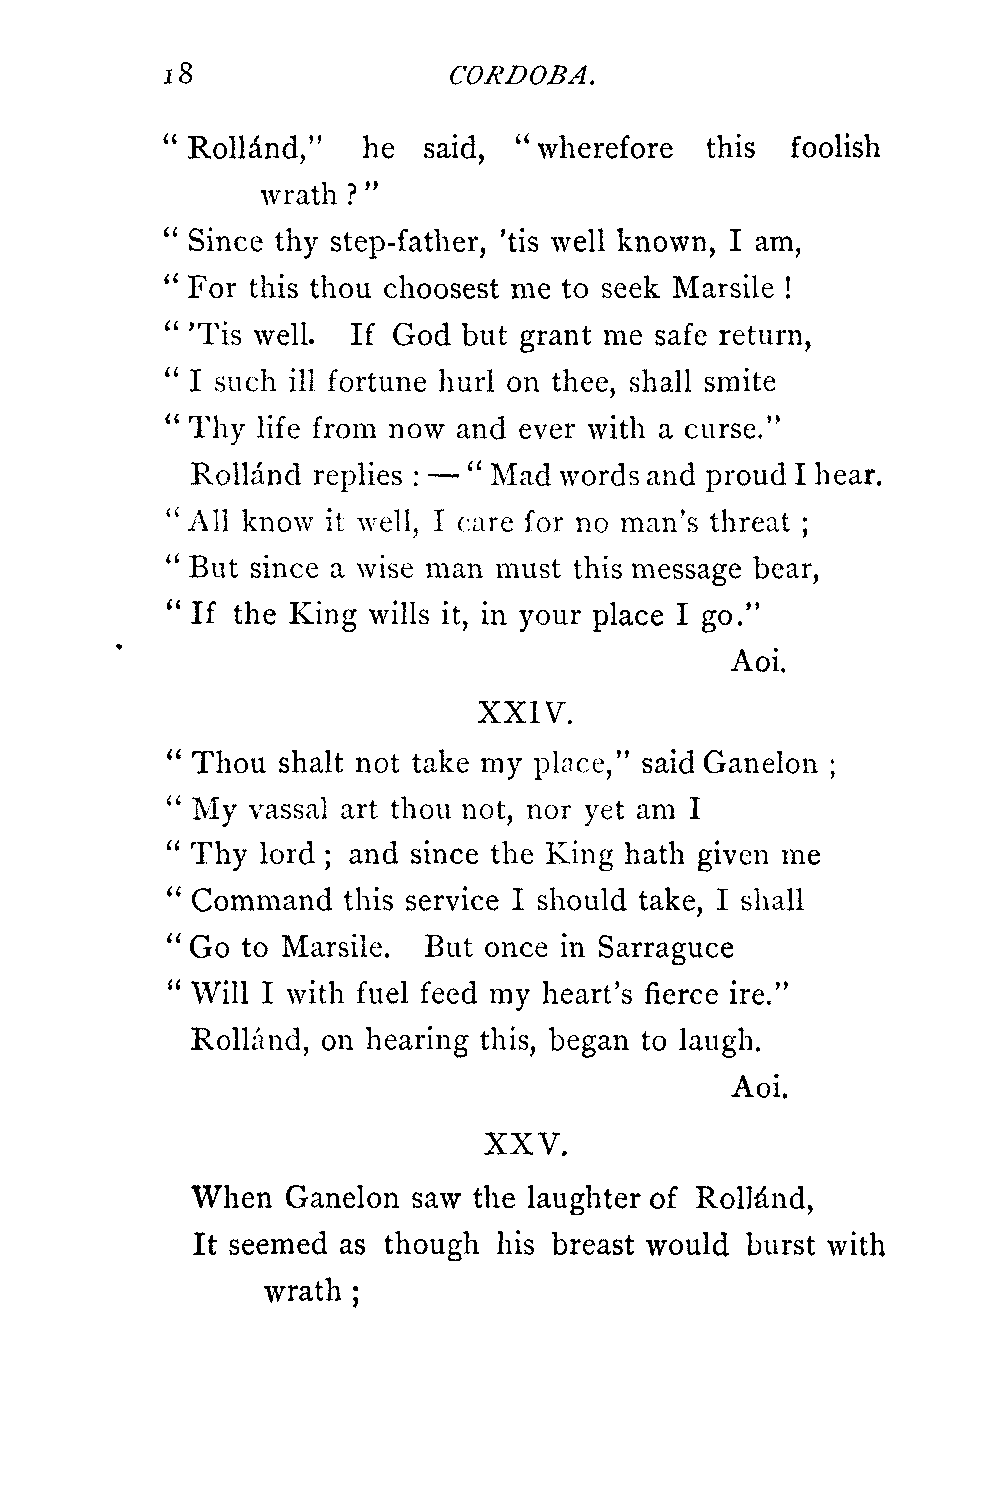 18 CORDOBA.
“ Rollánd,” he said, “ wherefore this foolish
wrath ? ”
“ Since thy step-father, ’tis well known, I am,
“ For this thou choosest me to seek Marsile !
“ ’Tis well. If God but grant me safe return,
“ I such ill fortune hurl on thee, shall smite
“ Thy life from now and ever with a curse.”
Rollánd replies : — “ Mad words and proud I hear.
“ All know it well, I care for no man’s threat ;
“ But since a wise man must this message bear,
“ If the King wills it, in your place I go.”
Aoi.
XXIV.
“ Thou shalt not take my place,” said Ganelon ;
“ My vassal art thou not, nor yet am I
“ Thy lord ; and since the King hath given me
“ Command this service I should take, I shall
“ Go to Marsile. But once in Sarraguce
“ Will I with fuel feed my heart’s fierce ire.”
Rollánd, on hearing this, began to laugh.
Aoi.
XXV.
When Ganelon saw the laughter of Rollánd,
It seemed as though his breast would burst with
wrath ;